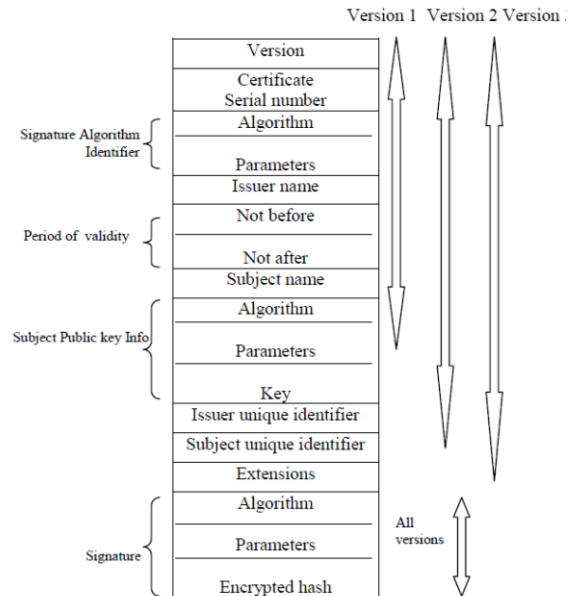 Version 1 Version 2 Version 3
Version
Certificate
Serial number
Signature Algorithm
Identifier
Algorithm
Parameters
Issuer name
Period of validity
Not before
Not after
Subject name
Subject Public key Info
Algorithm
Parameters
Key
Issuer unique identifier
Subject unique identifier
Extensions
Signature
Algorithm
Parameters
Encrypted hash
All
versions